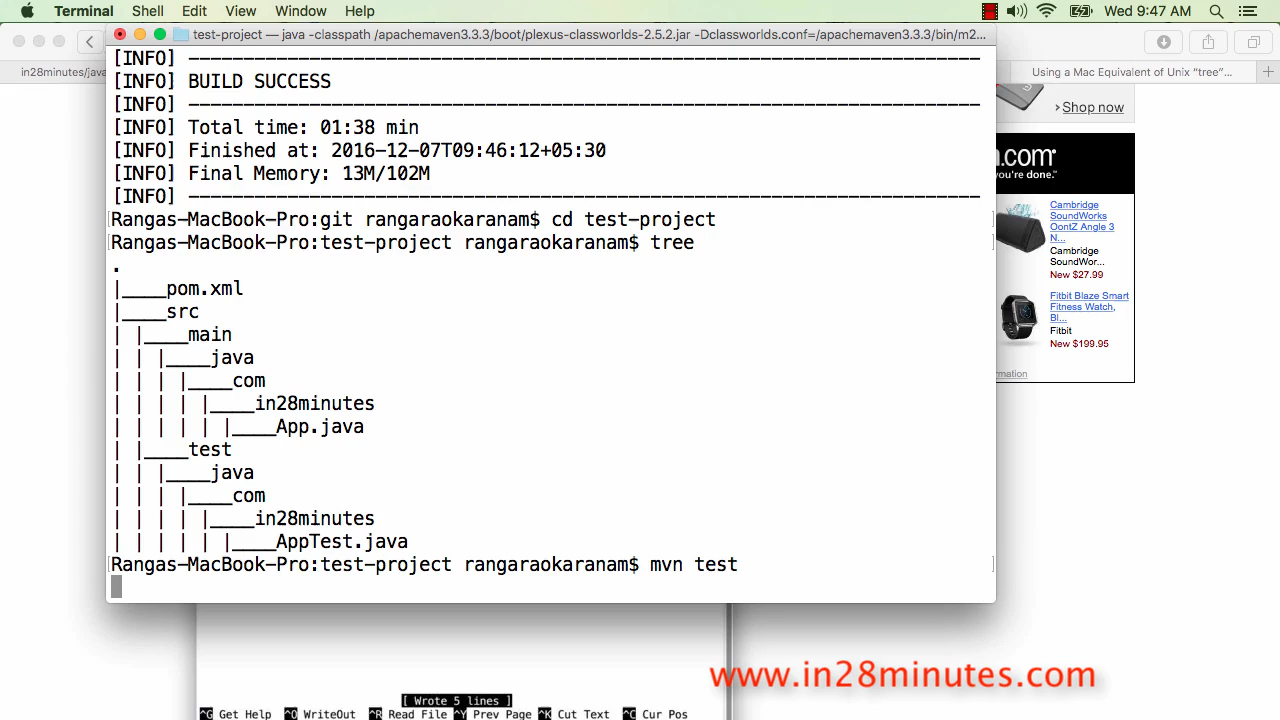 Terminal Shell Edit View Window Help Wed 9:47 AM
test-project — java -classpath /apachemaven3.3.3/boot/plexus-classworlds-2.5.2.jar -Dclassworlds.conf=/apachemaven3.3.3/bin/m2...
in28minutes/java
Using a Mac Equivalent of Unix “tree”...
[INFO] ------------------------------------------------------------------------
[INFO] BUILD SUCCESS
[INFO] ------------------------------------------------------------------------
[INFO] Total time: 01:38 min
[INFO] Finished at: 2016-12-07T09:46:12+05:30
[INFO] Final Memory: 13M/102M
[INFO] ------------------------------------------------------------------------
Rangas-MacBook-Pro:git rangaraokaranam$ cd test-project
Rangas-MacBook-Pro:test-project rangaraokaranam$ tree
.
|____pom.xml
|____src
| |____main
| | |____java
| | | |____com
| | | | |____in28minutes
| | | | | |____App.java
| |____test
| | |____java
| | | |____com
| | | | |____in28minutes
| | | | | |____AppTest.java
Rangas-MacBook-Pro:test-project rangaraokaranam$ mvn test
› Shop now
.com
you're done.™
Cambridge
SoundWorks
OontZ Angle 3
N...
Cambridge
SoundWor...
New $27.99
Fitbit Blaze Smart
Fitness Watch,
Bl...
Fitbit
New $199.95
www.in28minutes.com
[ Wrote 5 lines ]
^G Get Help ^O WriteOut ^R Read File ^Y Prev Page ^K Cut Text ^C Cur Pos